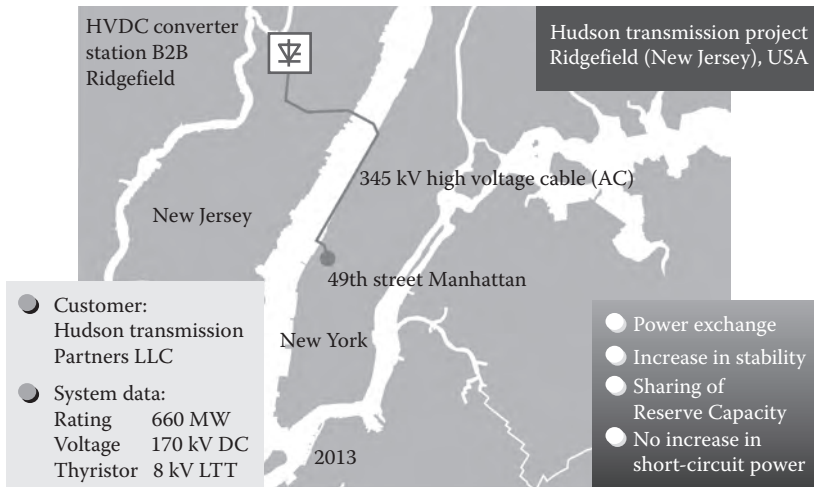 HVDC converter
station B2B
Ridgefield
Hudson transmission project
Ridgefield (New Jersey), USA
345 kV high voltage cable (AC)
New Jersey
49th street Manhattan
New York
2013
Customer:
Hudson transmission
Partners LLC
System data:
Rating 660 MW
Voltage 170 kV DC
Thyristor 8 kV LTT
Power exchange
Increase in stability
Sharing of
Reserve Capacity
No increase in
short-circuit power